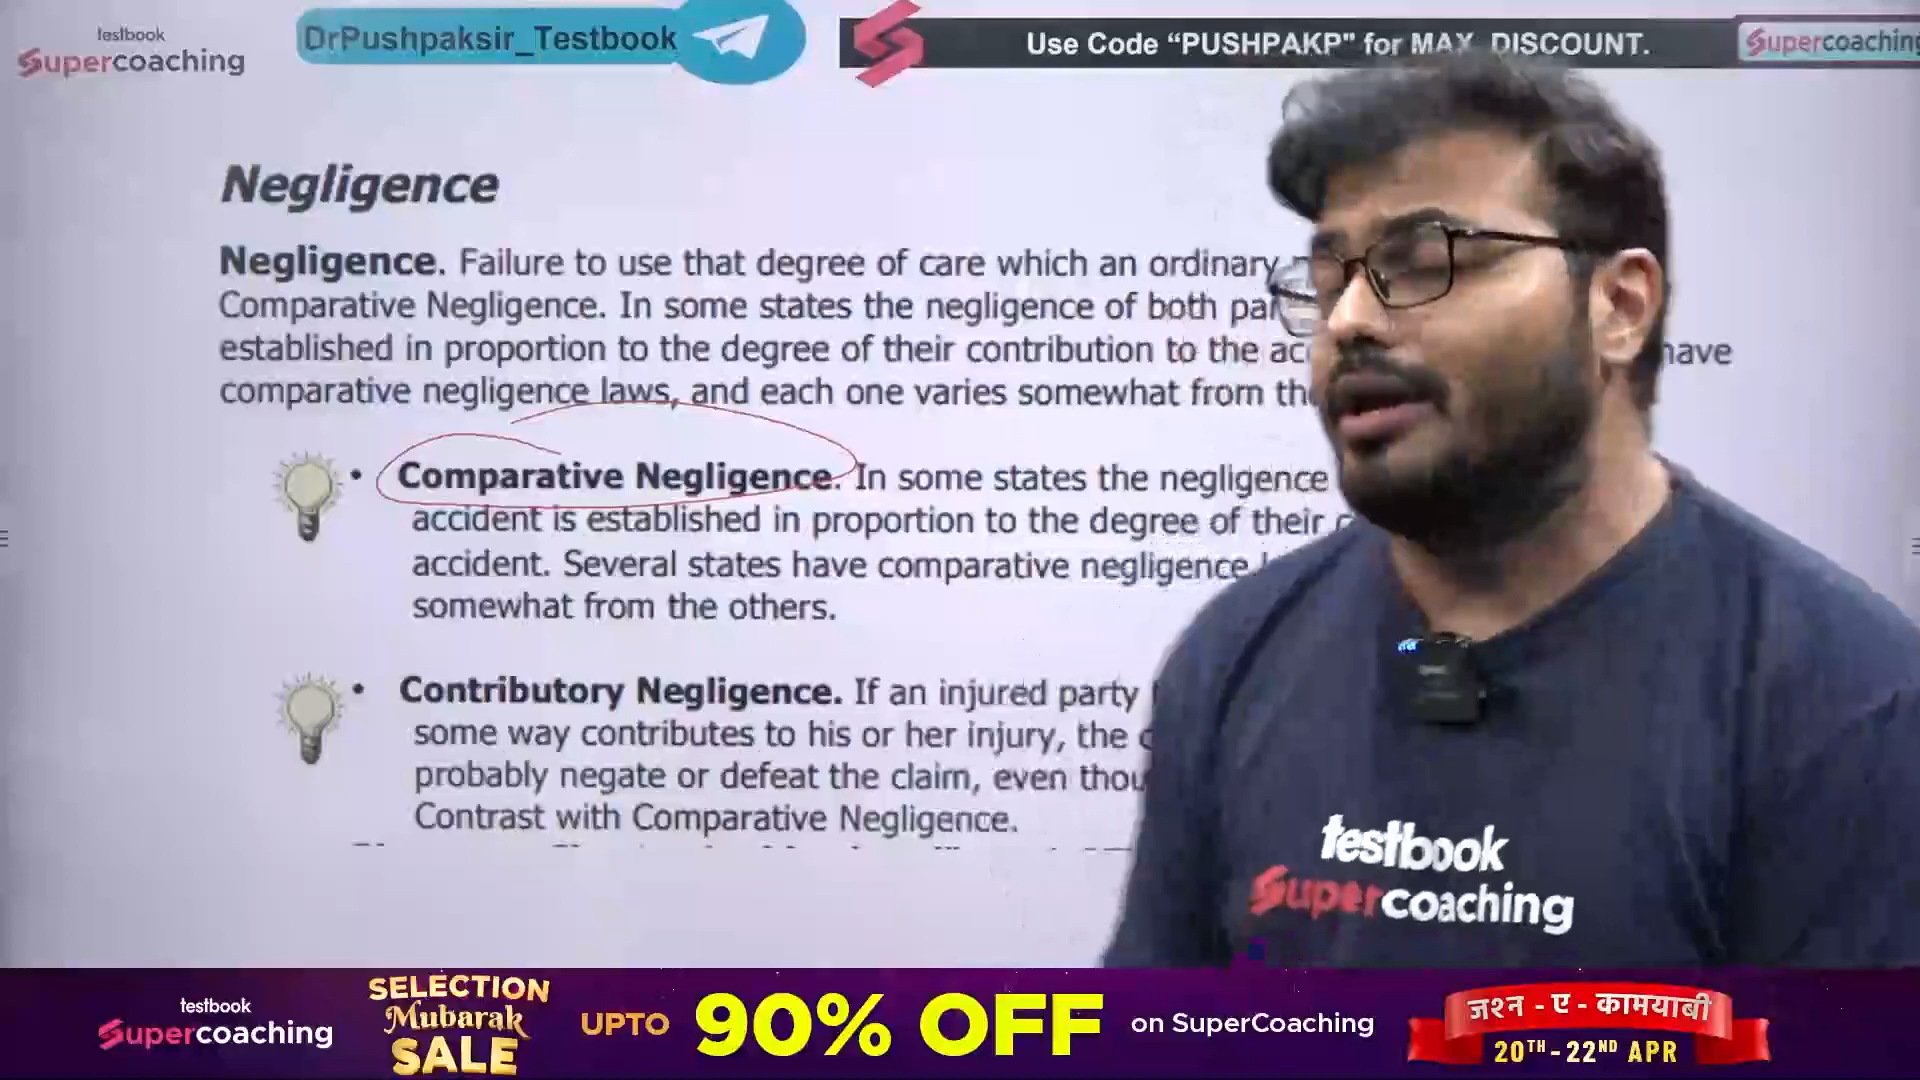 testbook
Supercoaching
DrPushpaksir_Testbook
Use Code “PUSHPAKP" for MAX DISCOUNT.
Supercoaching
Negligence
Negligence. Failure to use that degree of care which an ordinary
Comparative Negligence. In some states the negligence of both
established in proportion to the degree of their contribution to the have
comparative negligence laws, and each one varies somewhat from
• Comparative Negligence. In some states the negligence
accident is established in proportion to the degree of their
accident. Several states have comparative negligence
somewhat from the others.
• Contributory Negligence. If an injured party
some way contributes to his or her injury, the
probably negate or defeat the claim, even
Contrast with Comparative Negligence.
testbook
Supercoaching
testbook
Supercoaching
SELECTION
Mubarak
SALE
UPTO 90% OFF on SuperCoaching
जश्न - ए - कामयाबी
20TH - 22ND APR